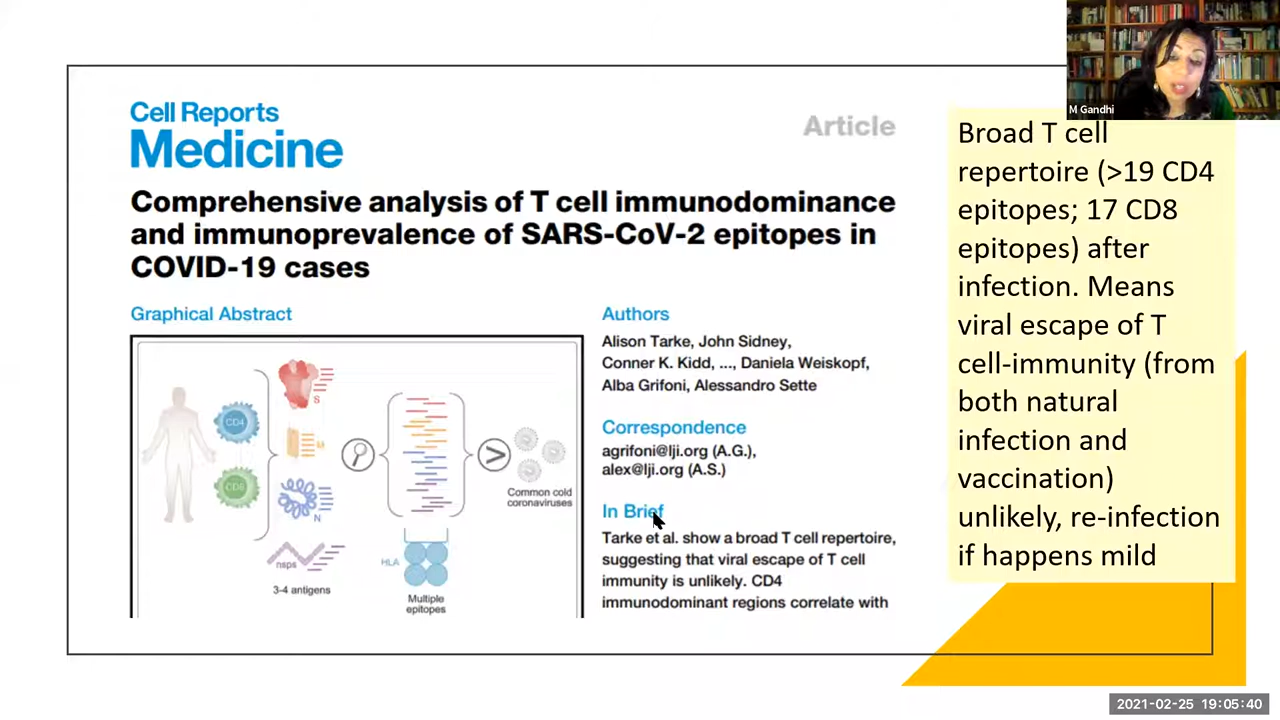 M Gandhi
Cell Reports
Medicine
Article
Comprehensive analysis of T cell immunodominance
and immunoprevalence of SARS-CoV-2 epitopes in
COVID-19 cases
Graphical Abstract
CD4
CD8
S
M
N
nsps
3-4 antigens
HLA
Multiple
epitopes
>
Common cold
coronaviruses
Authors
Alison Tarke, John Sidney,
Conner K. Kidd, ..., Daniela Weiskopf,
Alba Grifoni, Alessandro Sette
Correspondence
agrifoni@lji.org (A.G.),
alex@lji.org (A.S.)
In Brief
Tarke et al. show a broad T cell repertoire,
suggesting that viral escape of T cell
immunity is unlikely. CD4
immunodominant regions correlate with
Broad T cell
repertoire (>19 CD4
epitopes; 17 CD8
epitopes) after
infection. Means
viral escape of T
cell-immunity (from
both natural
infection and
vaccination)
unlikely, re-infection
if happens mild
2021-02-25 19:05:40